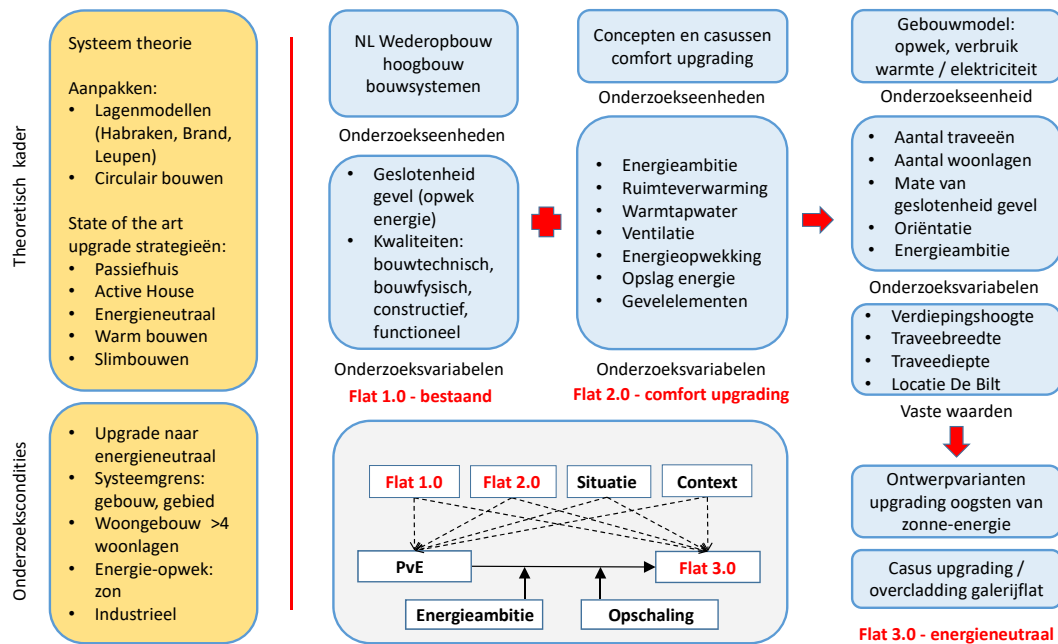 Theoretisch kader
Systeem theorie
Aanpakken:
• Lagenmodellen
(Habraken, Brand,
Leupen)
• Circulair bouwen
State of the art
upgrade strategieën:
• Passiefhuis
• Active House
• Energieneutraal
• Warm bouwen
• Slimbouwen
Onderzoekscondities
• Upgrade naar
energieneutraal
• Systeemgrens:
gebouw, gebied
• Woongebouw >4
woonlagen
• Energie-opwek:
zon
• Industrieel
NL Wederopbouw
hoogbouw
bouwsystemen
Onderzoekseenheden
• Geslotenheid
gevel (opwek
energie)
• Kwaliteiten:
bouwtechnisch,
bouwfysisch,
constructief,
functioneel
Onderzoeksvariabelen
Flat 1.0 - bestaand
Concepten en casussen
comfort upgrading
Onderzoekseenheden
• Energieambitie
• Ruimteverwarming
• Warmtapwater
• Ventilatie
• Energieopwekking
• Opslag energie
• Gevelelementen
Onderzoeksvariabelen
Flat 2.0 - comfort upgrading
Gebouwmodel:
opwek, verbruik
warmte / elektriciteit
Onderzoekseenheid
• Aantal traveeën
• Aantal woonlagen
• Mate van
geslotenheid gevel
• Oriëntatie
• Energieambitie
Onderzoeksvariabelen
• Verdiepingshoogte
• Traveebreedte
• Traveediepte
• Locatie De Bilt
Vaste waarden
Ontwerpvarianten
upgrading oogsten van
zonne-energie
Casus upgrading /
overcladding galerijflat
Flat 3.0 - energieneutraal
Flat 1.0
Flat 2.0
Situatie
Context
PvE
Flat 3.0
Energieambitie
Opschaling